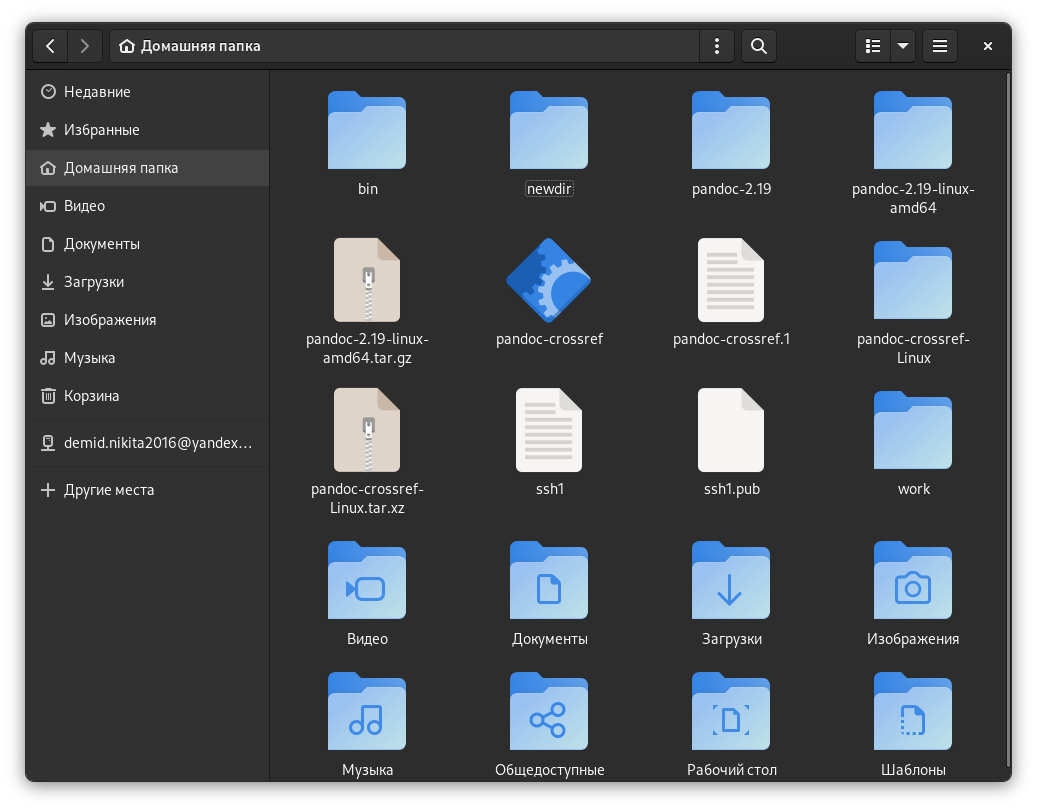 Домашняя папка
Недавние
Избранные
Домашняя папка
Видео
Документы
Загрузки
Изображения
Музыка
Корзина
demid.nikita2016@yandex…
Другие места
bin
newdir
pandoc-2.19
pandoc-2.19-linux-
amd64
pandoc-2.19-linux-
amd64.tar.gz
pandoc-crossref
pandoc-crossref.1
pandoc-crossref-
Linux
pandoc-crossref-
Linux.tar.xz
ssh1
ssh1.pub
work
Видео
Документы
Загрузки
Изображения
Музыка
Общедоступные
Рабочий стол
Шаблоны